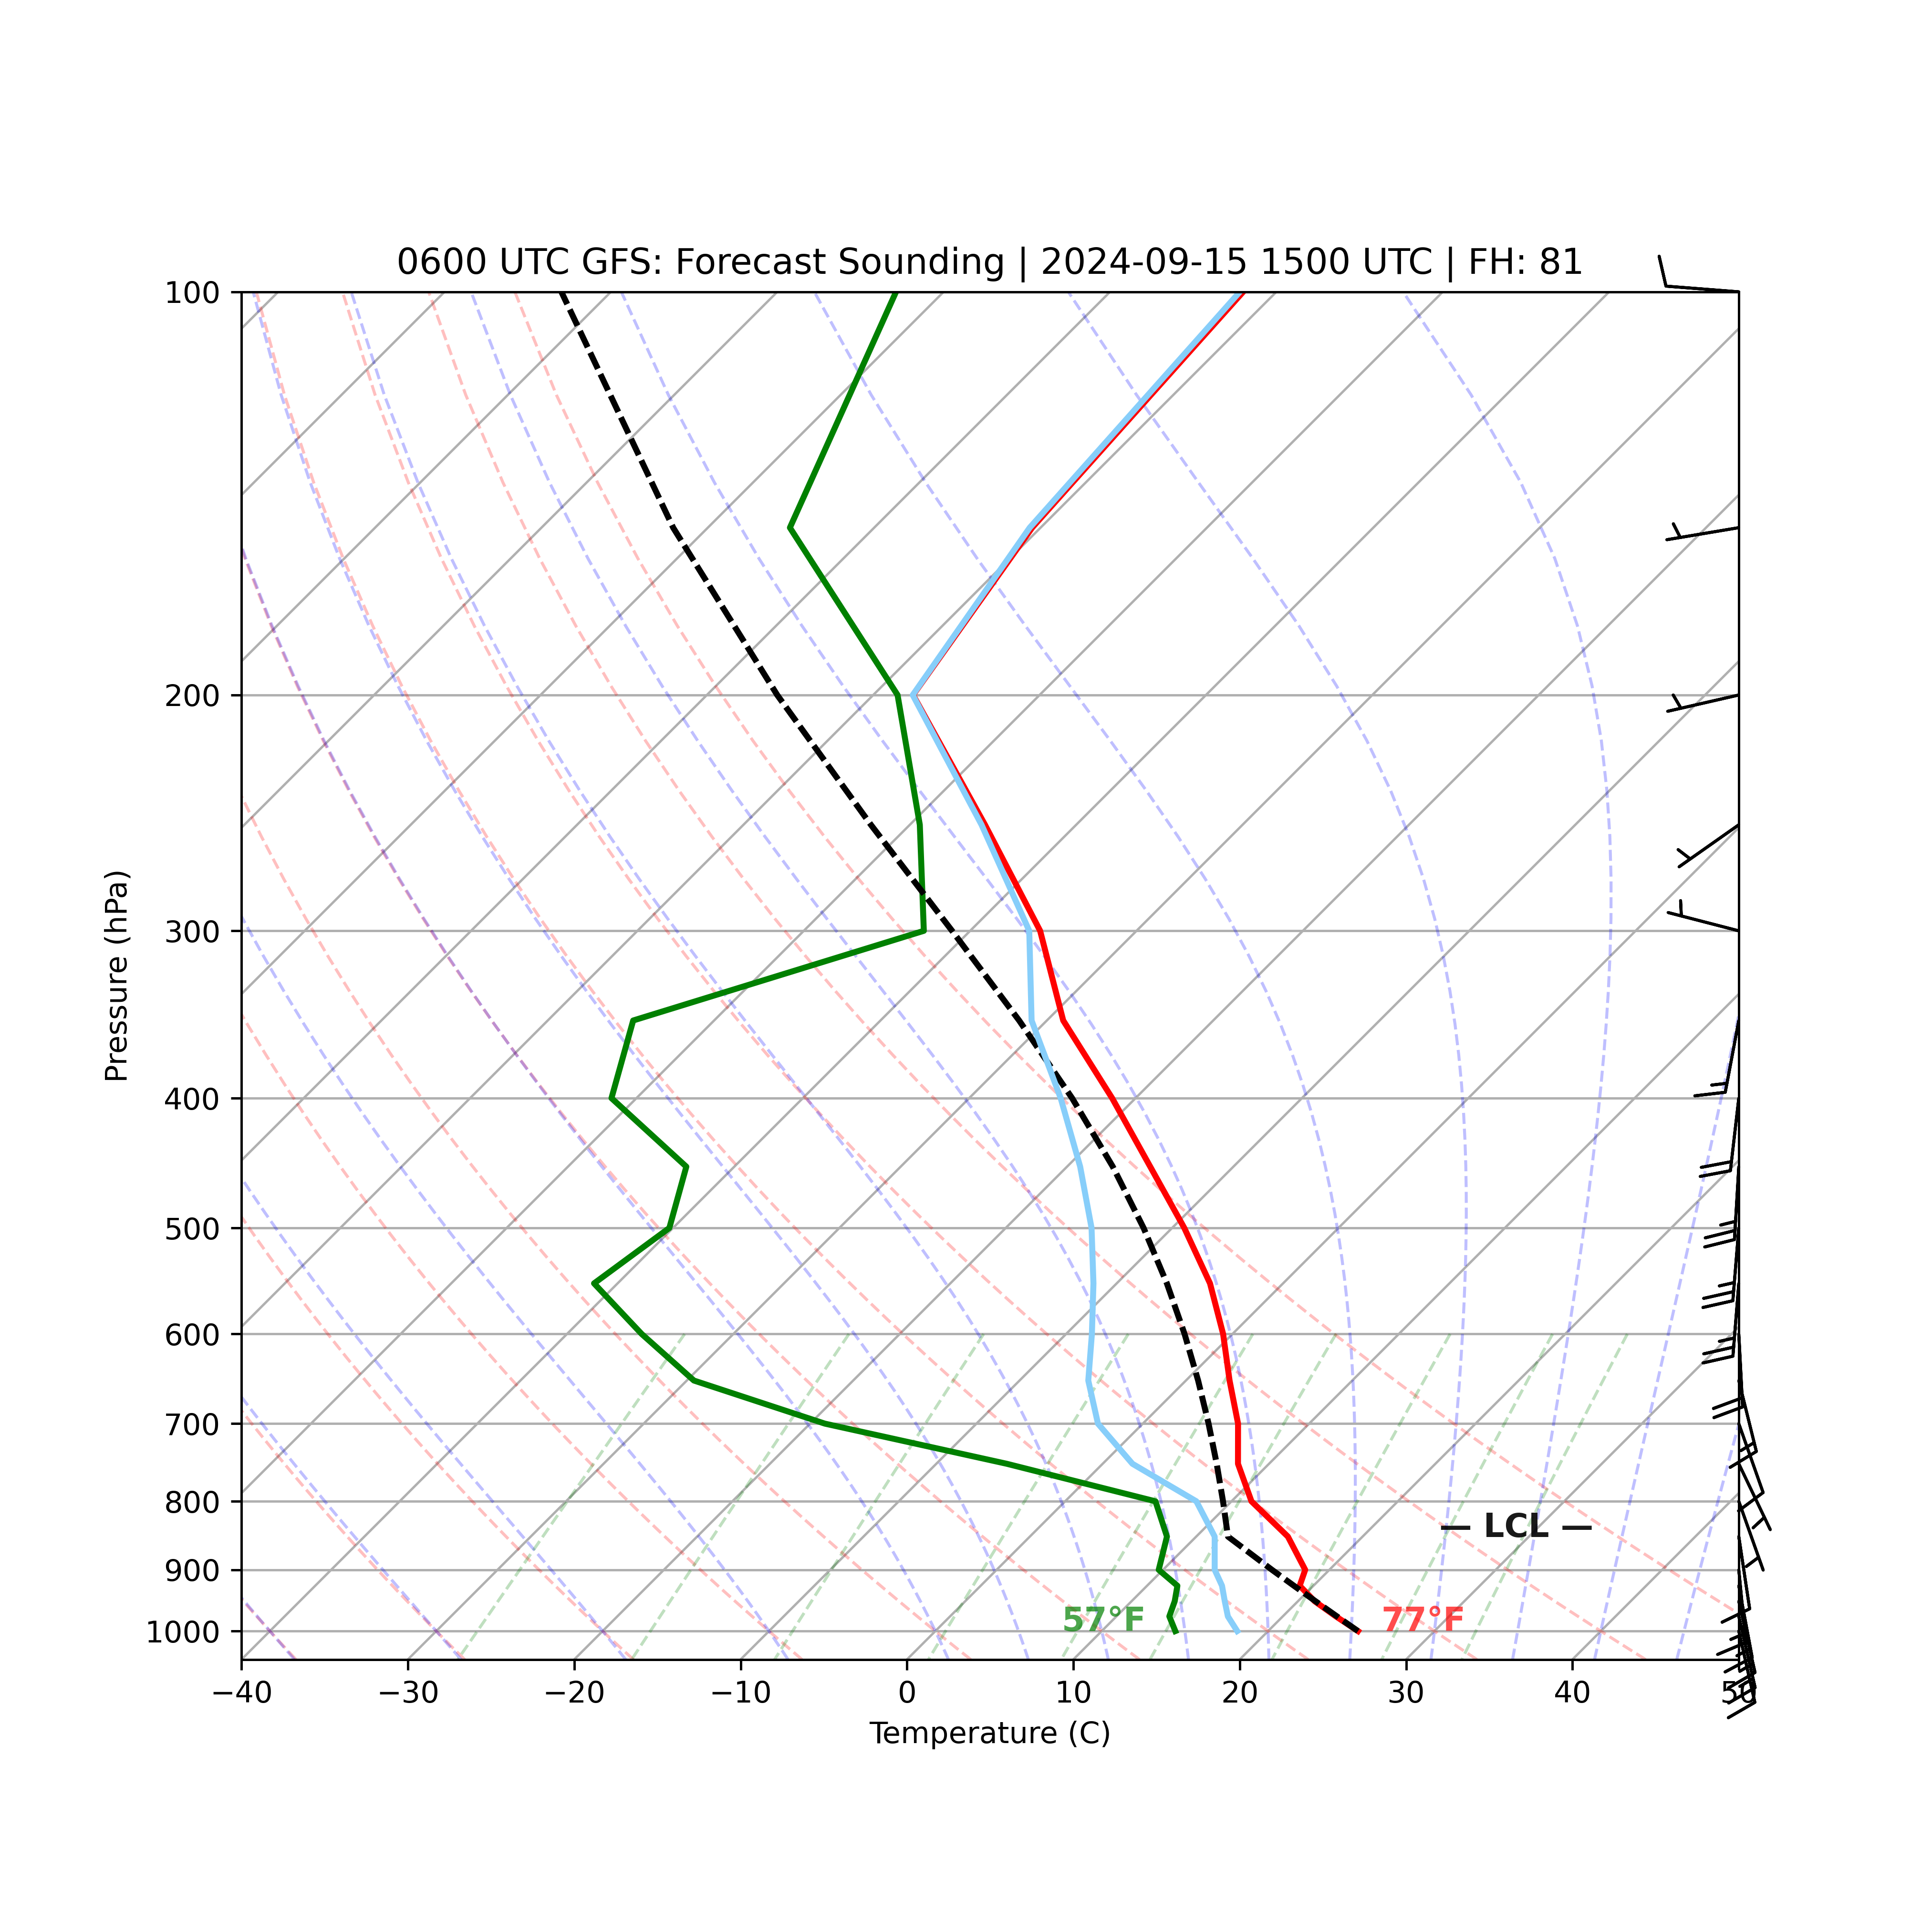 0600 UTC GFS: Forecast Sounding | 2024-09-15 1500 UTC | FH: 81
100
200
300
400
500
600
700
800
900
1000
Pressure (hPa)
— LCL —
57°F
77°F
−40 −30 −20 −10 0 10 20 30 40 50
Temperature (C)